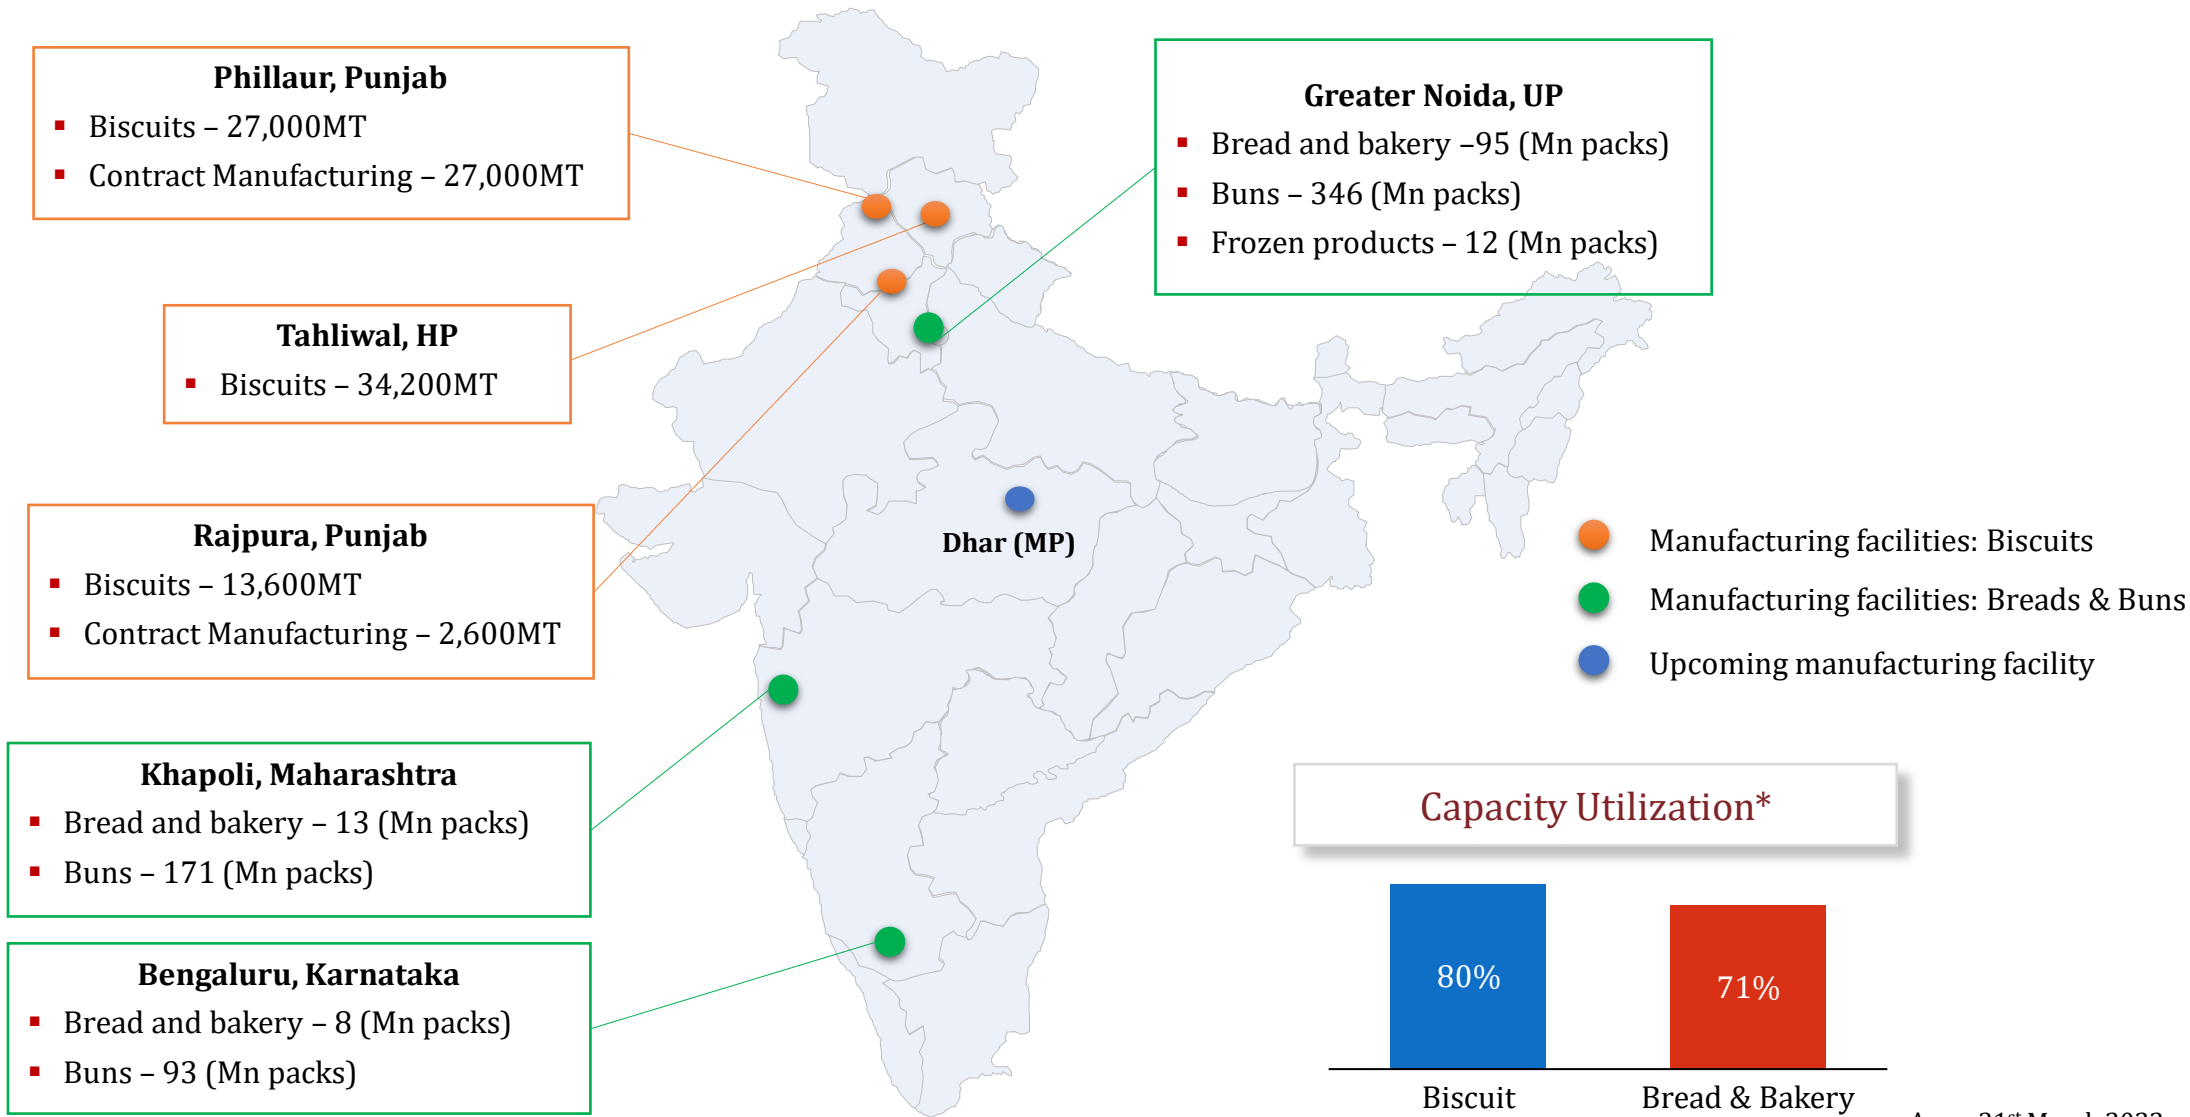 Phillaur, Punjab
▪ Biscuits – 27,000MT
▪ Contract Manufacturing – 27,000MT
Greater Noida, UP
▪ Bread and bakery –95 (Mn packs)
▪ Buns – 346 (Mn packs)
▪ Frozen products – 12 (Mn packs)
Tahliwal, HP
▪ Biscuits – 34,200MT
Rajpura, Punjab
▪ Biscuits – 13,600MT
▪ Contract Manufacturing – 2,600MT
Dhar (MP)
Manufacturing facilities: Biscuits
Manufacturing facilities: Breads & Buns
Upcoming manufacturing facility
Khapoli, Maharashtra
▪ Bread and bakery – 13 (Mn packs)
▪ Buns – 171 (Mn packs)
Bengaluru, Karnataka
▪ Bread and bakery – 8 (Mn packs)
▪ Buns – 93 (Mn packs)
Capacity Utilization*
80%
71%
Biscuit
Bread & Bakery
31st March